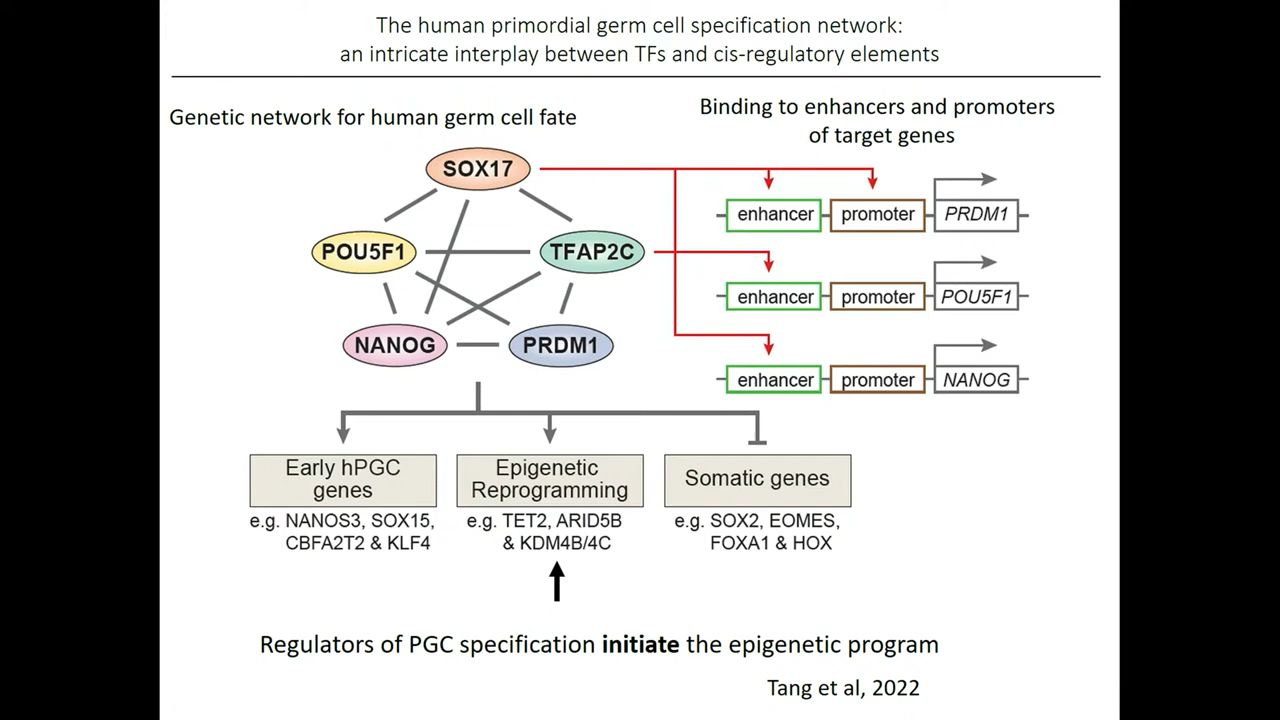 The human primordial germ cell specification network:
an intricate interplay between TFs and cis-regulatory elements
Genetic network for human germ cell fate
Binding to enhancers and promoters
of target genes
SOX17
POU5F1
TFAP2C
NANOG
PRDM1
enhancer promoter PRDM1
enhancer promoter POU5F1
enhancer promoter NANOG
Early hPGC
genes
e.g. NANOS3, SOX15,
CBFA2T2 & KLF4
Epigenetic
Reprogramming
e.g. TET2, ARID5B
& KDM4B/4C
Somatic genes
e.g. SOX2, EOMES,
FOXA1 & HOX
Regulators of PGC specification initiate the epigenetic program
Tang et al, 2022